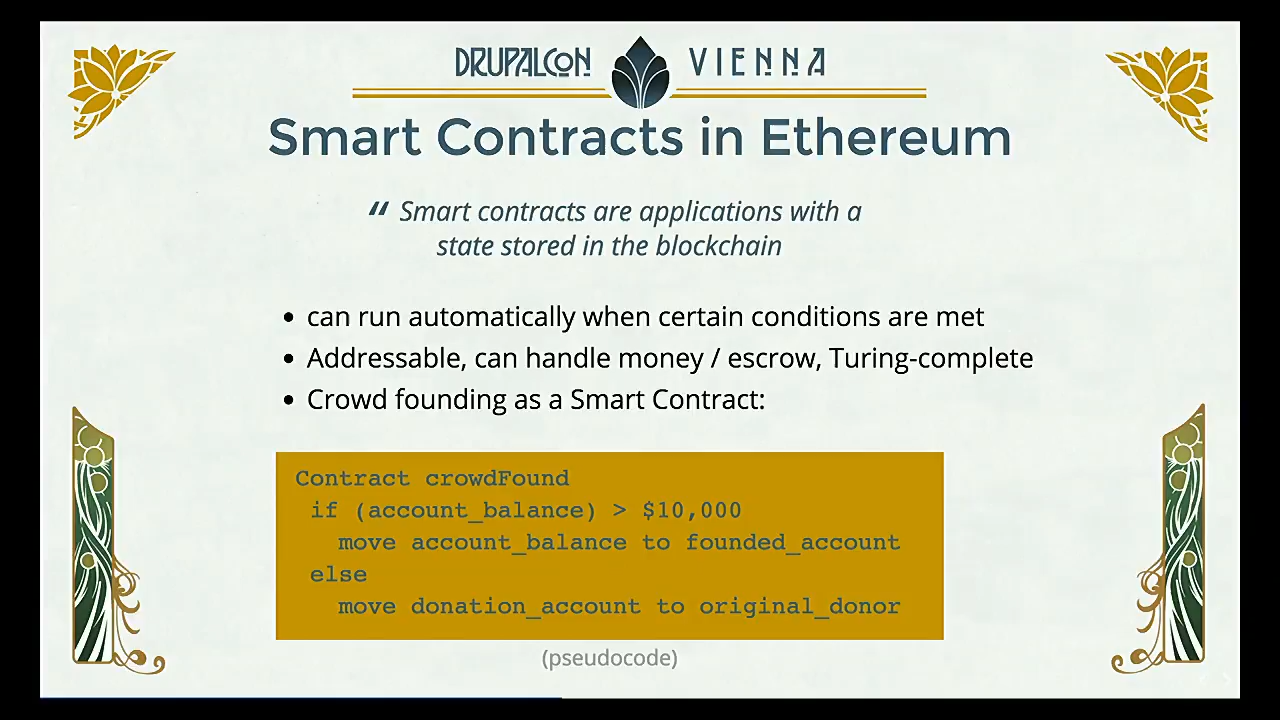 DRUPALCON VIENNA
Smart Contracts in Ethereum
“ Smart contracts are applications with a
state stored in the blockchain
• can run automatically when certain conditions are met
• Addressable, can handle money / escrow, Turing-complete
• Crowd founding as a Smart Contract:
Contract crowdFound
if (account_balance) > $10,000
move account_balance to founded_account
else
move donation_account to original_donor
(pseudocode)